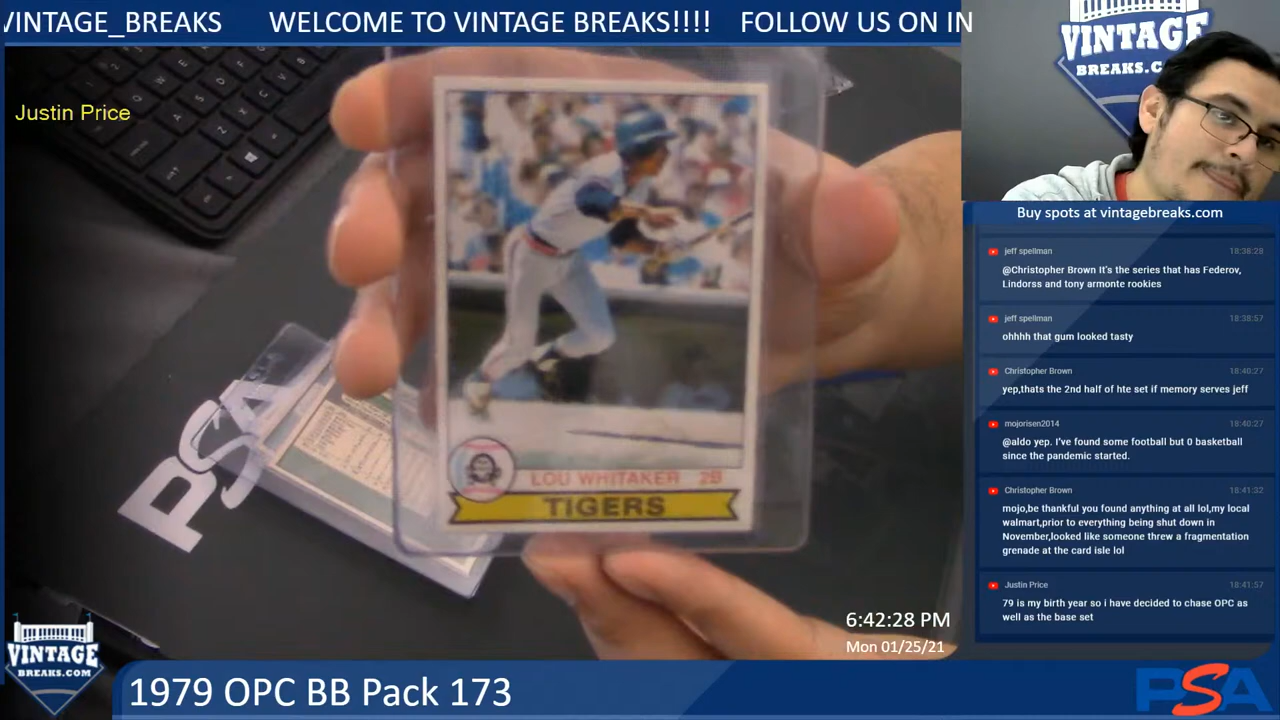 VINTAGE_BREAKS WELCOME TO VINTAGE BREAKS!!!! FOLLOW US ON IN
VINTAGE
BREAKS.COM
Justin Price
PSA
LOU WHITAKER 2B
TIGERS
Buy spots at vintagebreaks.com
jeff spellman 18:38:28
@Christopher Brown It's the series that has Federov,
Lindorss and tony armonte rookies
jeff spellman 18:38:57
ohhhh that gum looked tasty
Christopher Brown 18:40:27
yep,thats the 2nd half of hte set if memory serves jeff
mojorisen2014 18:40:27
@aldo yep. I've found some football but 0 basketball
since the pandemic started.
Christopher Brown 18:41:32
mojo,be thankful you found anything at all lol,my local
walmart,prior to everything being shut down in
November,looked like someone threw a fragmentation
grenade at the card isle lol
Justin Price 18:41:57
79 is my birth year so i have decided to chase OPC as
well as the base set
6:42:28 PM
Mon 01/25/21
VINTAGE
BREAKS.COM
1979 OPC BB Pack 173
PSA